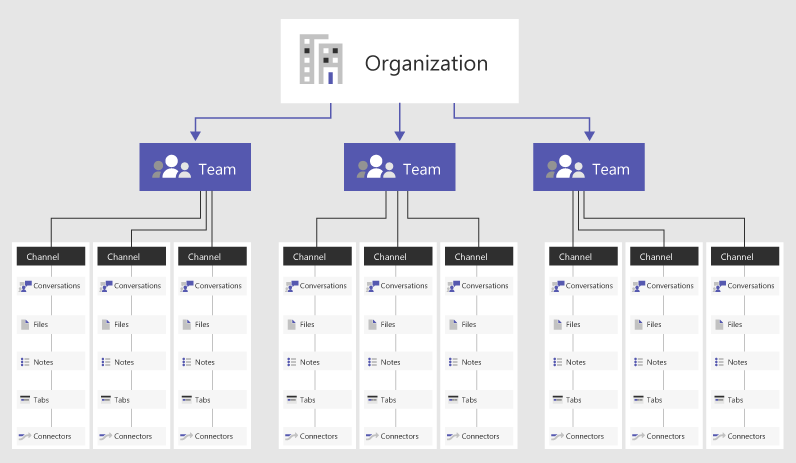 Organization
Team
Team
Team
Channel
Channel
Channel
Channel
Channel
Channel
Channel
Channel
Channel
Conversations
Conversations
Conversations
Conversations
Conversations
Conversations
Conversations
Conversations
Conversations
Files
Files
Files
Files
Files
Files
Files
Files
Files
Notes
Notes
Notes
Notes
Notes
Notes
Notes
Notes
Notes
Tabs
Tabs
Tabs
Tabs
Tabs
Tabs
Tabs
Tabs
Tabs
Connectors
Connectors
Connectors
Connectors
Connectors
Connectors
Connectors
Connectors
Connectors